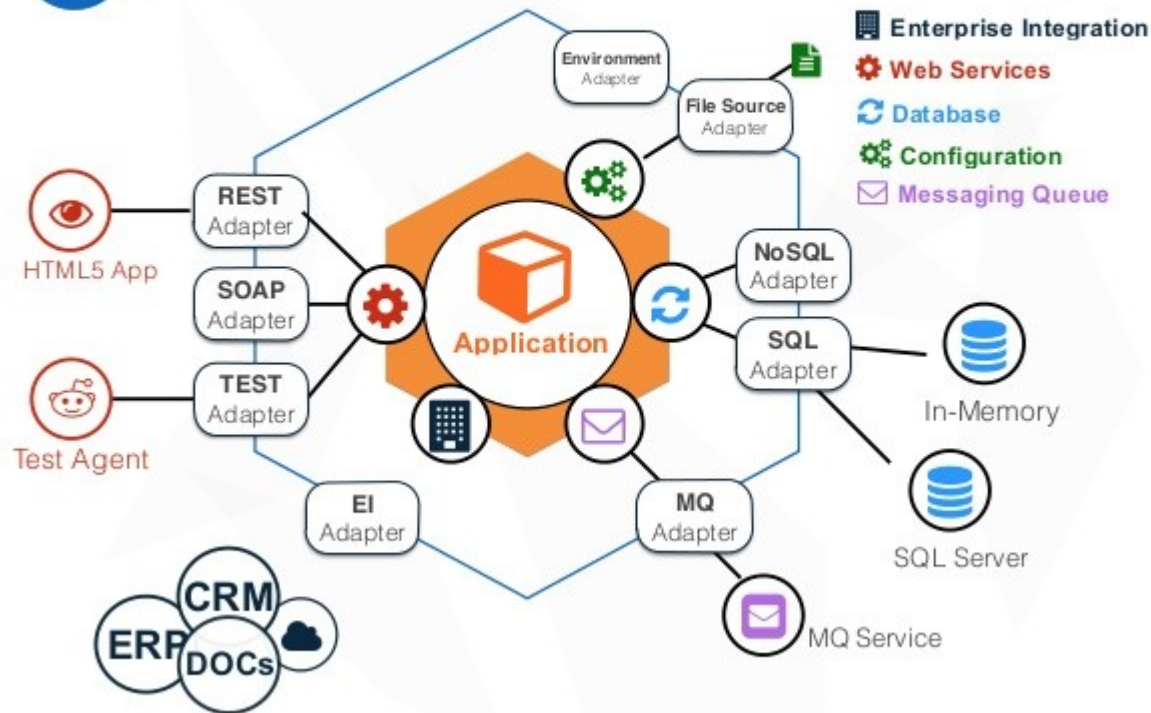 Enterprise Integration
Web Services
Database
Configuration
Messaging Queue
Environment
Adapter
File Source
Adapter
REST
Adapter
HTML5 App
SOAP
Adapter
TEST
Adapter
Test Agent
Application
NoSQL
Adapter
SQL
Adapter
In-Memory
SQL Server
EI
Adapter
MQ
Adapter
MQ Service
CRM
ERP
DOCs